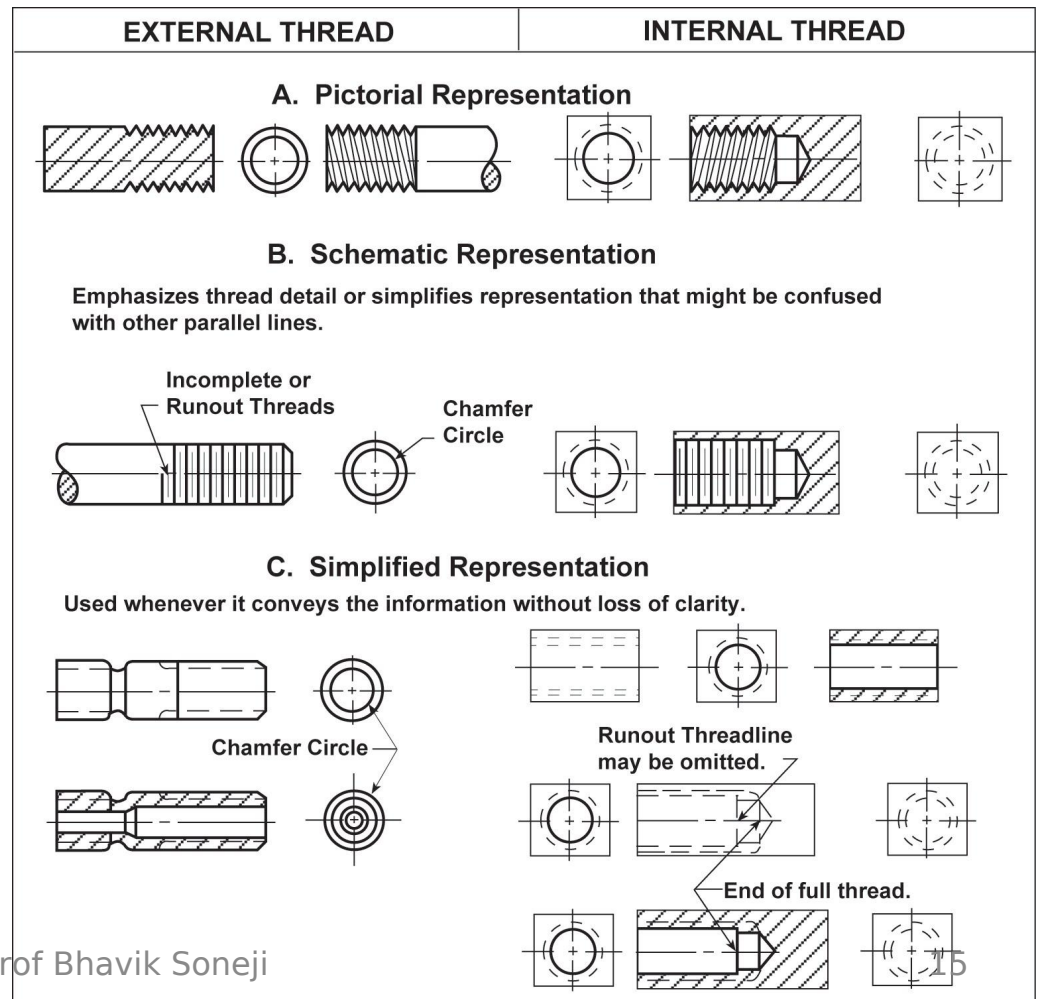 EXTERNAL THREAD
INTERNAL THREAD
A. Pictorial Representation
B. Schematic Representation
Emphasizes thread detail or simplifies representation that might be confused
with other parallel lines.
Incomplete or
Runout Threads
Chamfer
Circle
C. Simplified Representation
Used whenever it conveys the information without loss of clarity.
Chamfer Circle
Runout Threadline
may be omitted.
End of full thread.
rof Bhavik Soneji
15